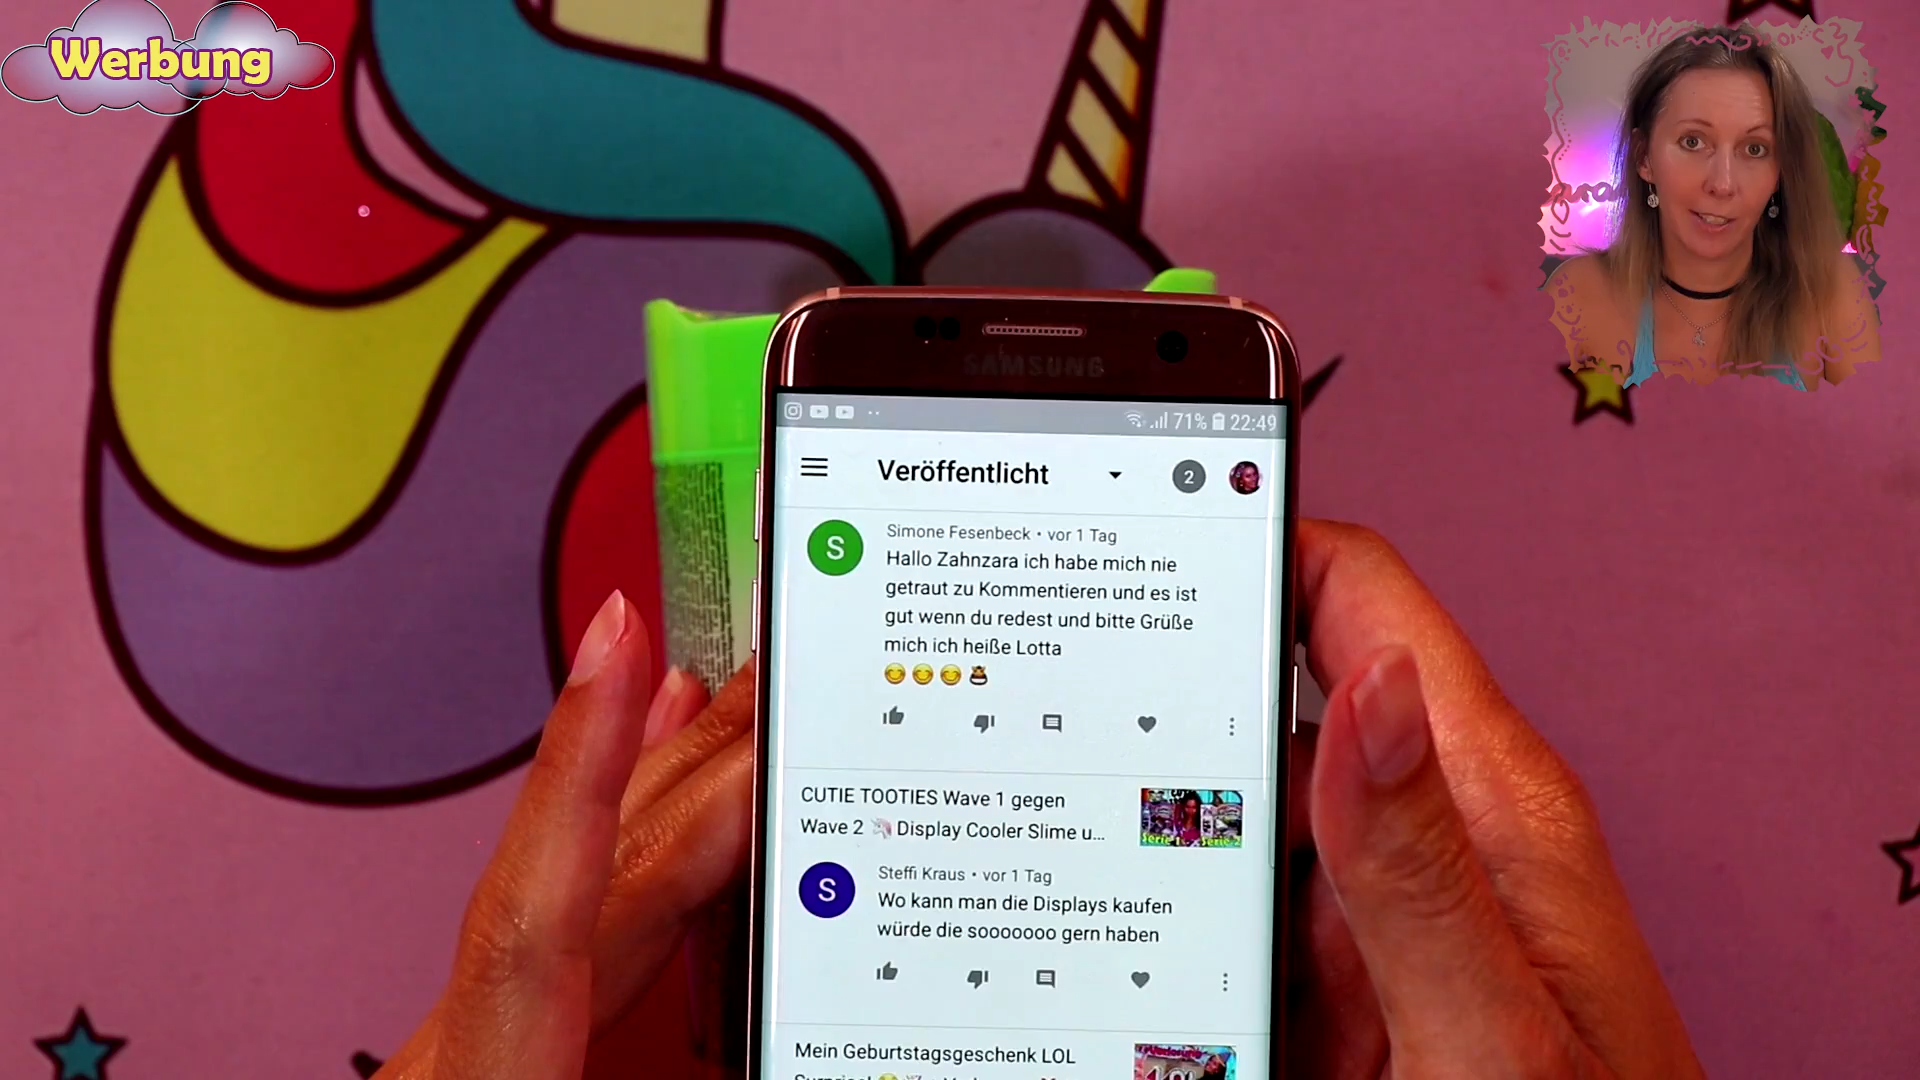 Werbung
SAMSUNG
71% 22:49
Veröffentlicht
2
S
Simone Fesenbeck • vor 1 Tag
Hallo Zahnzara ich habe mich nie
getraut zu Kommentieren und es ist
gut wenn du redest und bitte Grüße
mich ich heiße Lotta
CUTIE TOOTIES Wave 1 gegen
Wave 2 🦄 Display Cooler Slime u...
S
Steffi Kraus • vor 1 Tag
Wo kann man die Displays kaufen
würde die sooooooo gern haben
Mein Geburtstagsgeschenk LOL